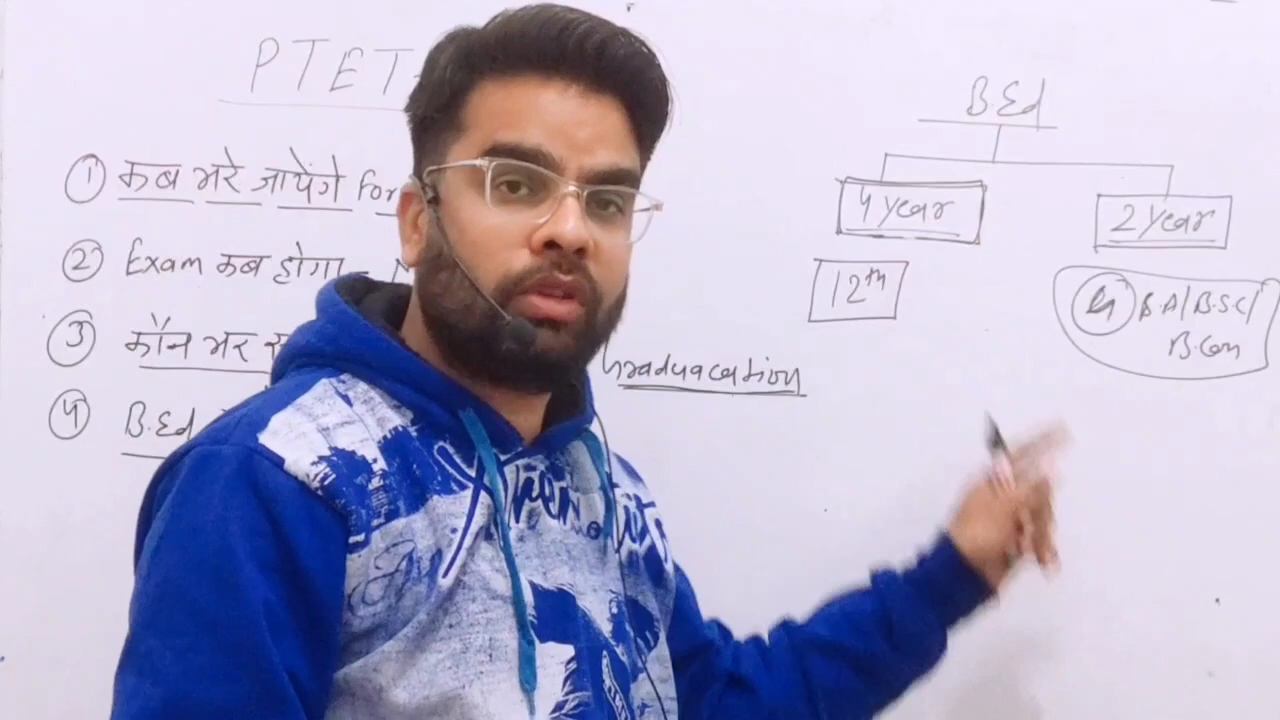 PTET
① कब भरे जायेंगे For
② Exam कब होगा -
③ कौन भर
Graduacation
④ B.Ed
B.Ed
4 year
2 year
12th
G B.A/B.SC/
B.Com